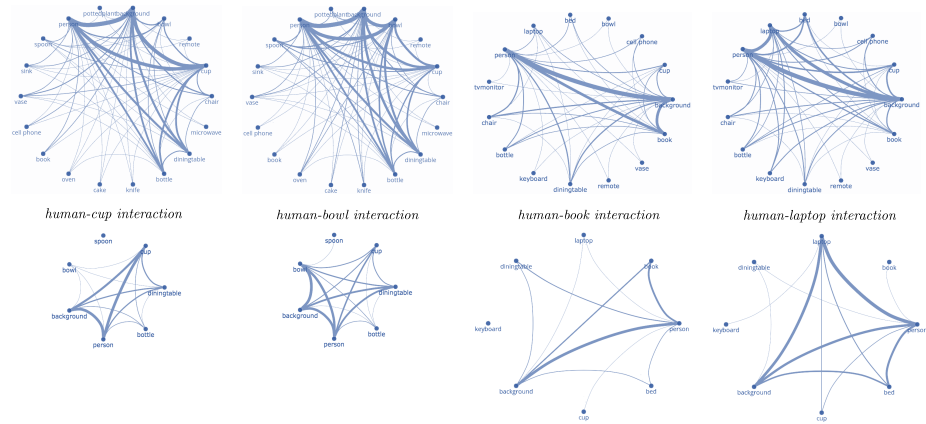 pottedplant background
person
bowl
spoon
remote
sink
cup
vase
chair
cell phone
microwave
book
diningtable
oven
bottle
cake
knife
human-cup interaction
pottedplant background
person
bowl
spoon
remote
sink
cup
vase
chair
cell phone
microwave
book
diningtable
oven
bottle
cake
knife
human-bowl interaction
bed
bowl
laptop
cell phone
person
cup
tvmonitor
background
chair
book
bottle
vase
keyboard
remote
diningtable
human-book interaction
bed
bowl
laptop
cell phone
person
cup
tvmonitor
background
chair
book
bottle
vase
keyboard
remote
diningtable
human-laptop interaction
spoon
cup
bowl
diningtable
background
bottle
person
spoon
cup
bowl
diningtable
background
bottle
person
laptop
diningtable
book
keyboard
person
background
bed
cup
laptop
diningtable
book
keyboard
person
background
bed
cup